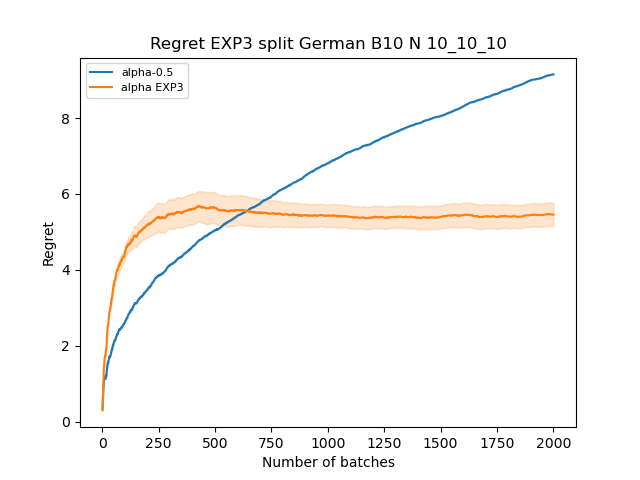 Regret EXP3 split German B10 N 10_10_10
alpha-0.5
alpha EXP3
Regret
8
6
4
2
0
0 250 500 750 1000 1250 1500 1750 2000
Number of batches